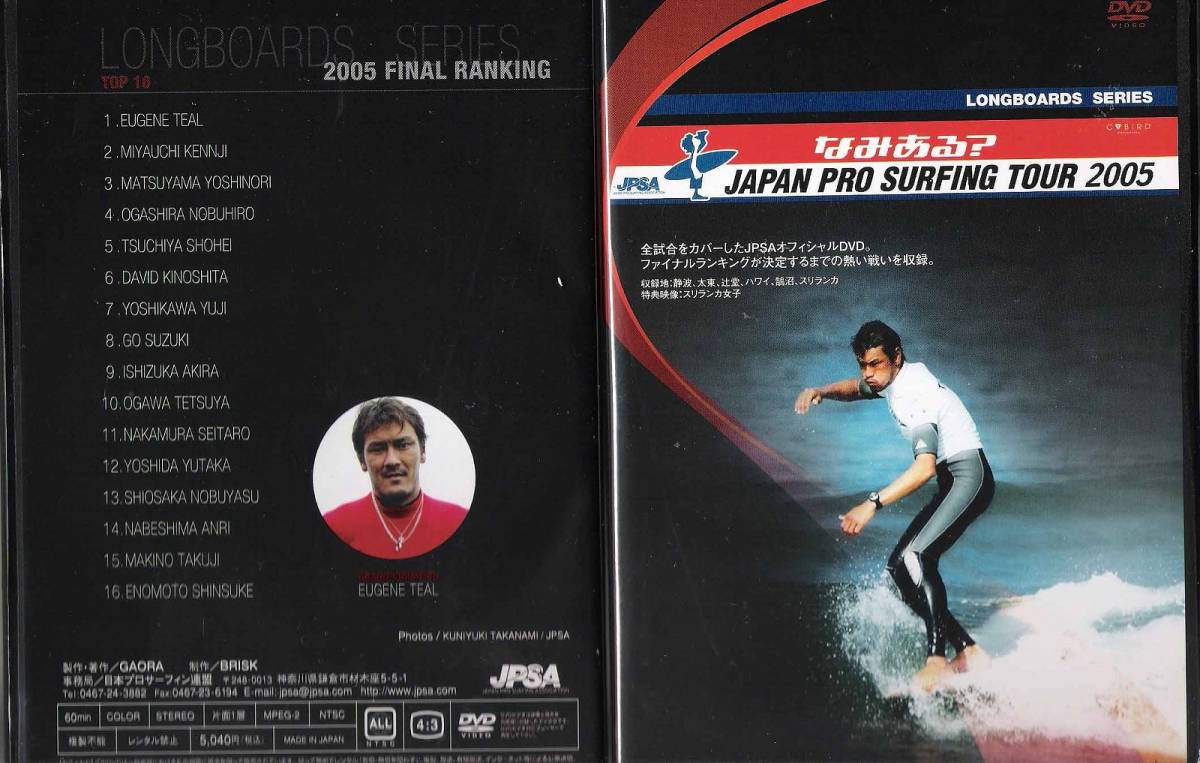 LONGBOARDS SERIES
TOP 16
2005 FINAL RANKING
1.EUGENE TEAL
2.MIYAUCHI KENJI
3.MATSUYAMA YOSHINORI
4.OGASHIRA NOBUHIRO
5.TSUCHIYA SHOHEI
6.DAVID KINOSHITA
7.YOSHIKAWA YUJI
8.GO SUZUKI
9.ISHIZUKA AKIRA
10.OGAWA TETSUYA
11.NAKAMURA SEITARO
12.YOSHIDA YUTAKA
13.SHIOSAKA NOBUYASU
14.NABESHIMA ANRI
15.MAKINO TAKUJI
16.ENOMOTO SHINSUKE
EUGENE TEAL
Photos / KUNIYUKI TAKANAMI / JPSA
製作・著作/GAORA 制作/BRISK
事務局/日本プロサーフィン連盟 〒248-0013 神奈川県鎌倉市材木座5-5-1
Tel:0467-24-3882 Fax:0467-23-6194 E-mail:jpsa@jpsa.com http://www.jpsa.com
JPSA
JAPAN PRO SURFING ASSOCIATION
60min COLOR STEREO 片面1層 MPEG-2 NTSC
複製不能 レンタル禁止 5,040円(税込) MADE IN JAPAN
ALL
NTSC
4:3
DVD
VIDEO
DVD
VIDEO
LONGBOARDS SERIES
なみある?
JPSA
JAPAN PRO SURFING TOUR 2005
全試合をカバーしたJPSAオフィシャルDVD。
ファイナルランキングが決定するまでの熱い戦いを収録。
収録地:静波、太東、辻堂、ハワイ、鵠沼、スリランカ
特典映像:スリランカ女子